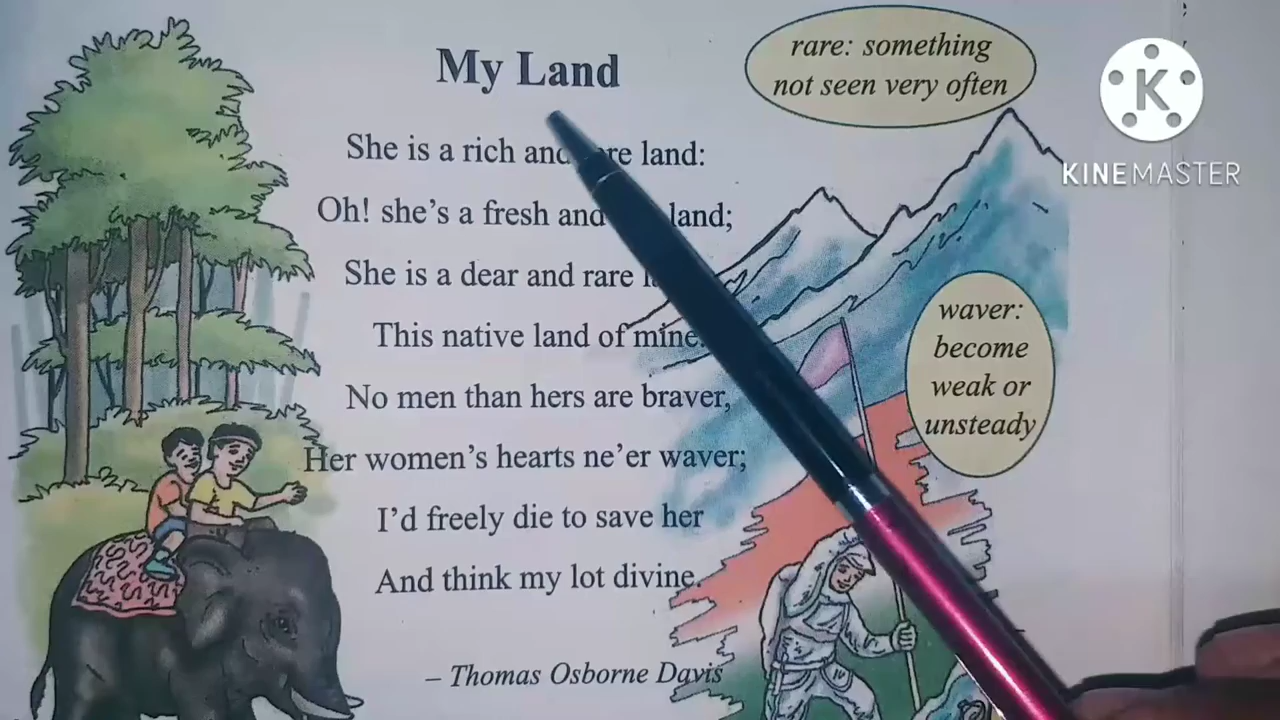 My Land
rare: something
not seen very often
K
KINEMASTER
She is a rich and land:
Oh! she's a fresh and land;
She is a dear and rare
This native land of mine.
No men than hers are braver,
Her women's hearts ne'er waver;
I'd freely die to save her
And think my lot divine.
– Thomas Osborne Davis
waver:
become
weak or
unsteady